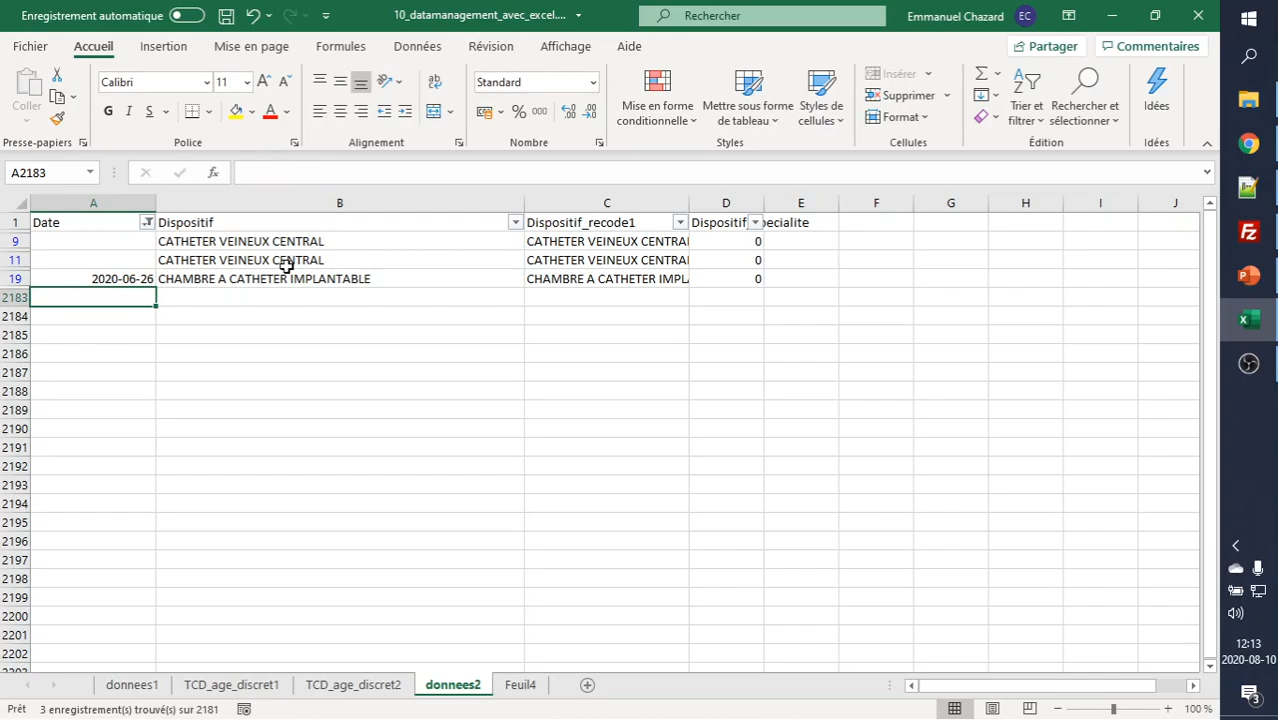 Enregistrement automatique
10_datamanagement_avec_excel....
Rechercher
Emmanuel Chazard
EC
Fichier
Accueil
Insertion
Mise en page
Formules
Données
Révision
Affichage
Aide
Partager
Commentaires
Coller
Calibri
11
G
I
S
Standard
000
Mise en forme conditionnelle
Mettre sous forme de tableau
Styles de cellules
Insérer
Supprimer
Format
Trier et filtrer
Rechercher et sélectionner
Idées
Presse-papiers
Police
Alignement
Nombre
Styles
Cellules
Édition
Idées
A2183
A B C D E F G H I J
1 Date Dispositif Dispositif_recode1 Dispositif_pecialite
9 CATHETER VEINEUX CENTRAL CATHETER VEINEUX CENTRAL 0
11 CATHETER VEINEUX CENTRAL CATHETER VEINEUX CENTRAL 0
19 2020-06-26 CHAMBRE A CATHETER IMPLANTABLE CHAMBRE A CATHETER IMPL 0
2183
2184
2185
2186
2187
2188
2189
2190
2191
2192
2193
2194
2195
2196
2197
2198
2199
2200
2201
2202
donnees1
TCD_age_discret1
TCD_age_discret2
donnees2
Feuil4
Prêt
3 enregistrement(s) trouvé(s) sur 2181
100 %
12:13
2020-08-10
3